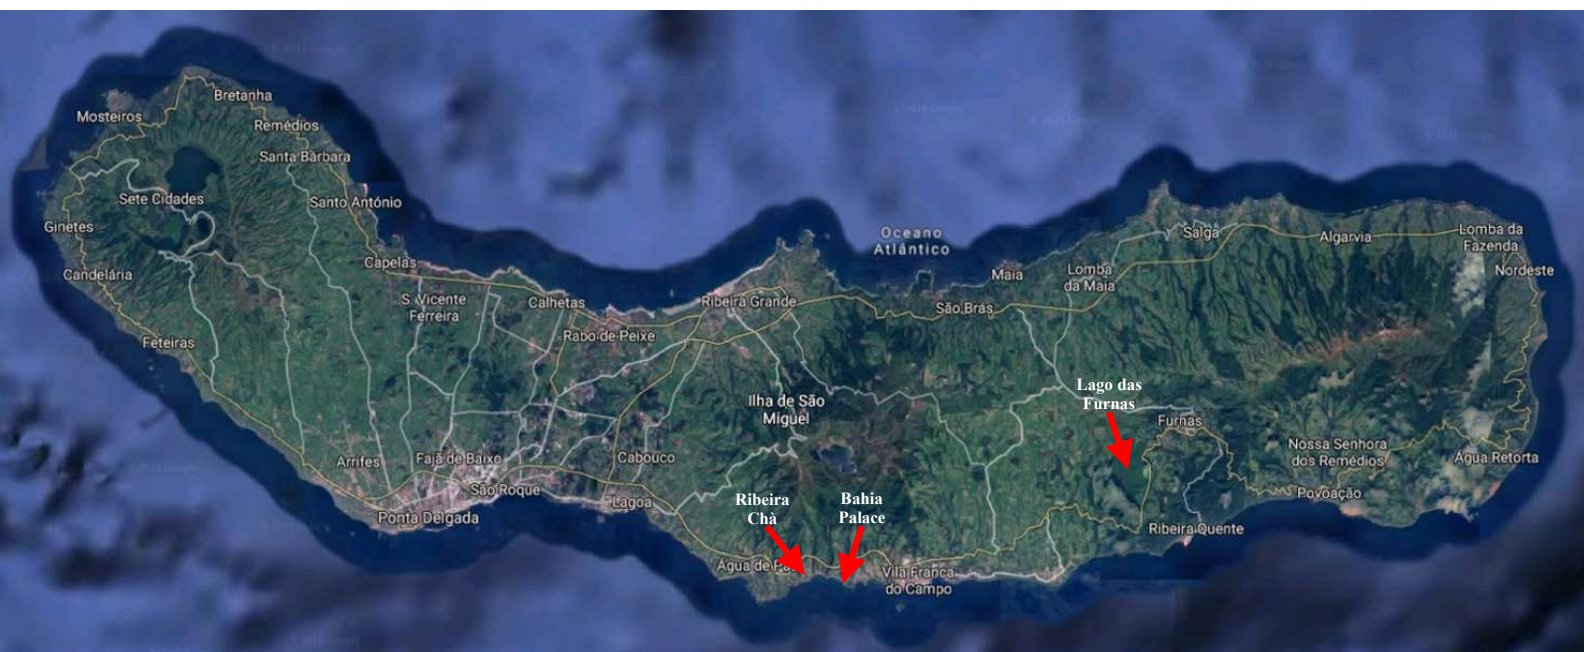 Bretanha
Mosteiros
Remédios
Santa Bárbara
Sete Cidades
Santo António
Ginetes
Candelária
Capelas
Feteiras
S. Vicente
Ferreira
Calhetas
Rabo de Peixe
Ribeira Grande
Oceano
Atlântico
Maia
São Brás
Lomba
da Maia
Salga
Algarvia
Lomba da
Fazenda
Nordeste
Ilha de São
Miguel
Lago das
Furnas
Furnas
Nossa Senhora
dos Remédios
Água Retorta
Povoação
Ribeira Quente
Arrifes
Fajã de Baixo
São Roque
Ponta Delgada
Cabouco
Lagoa
Ribeira
Chà
Bahia
Palace
Água de Pa
Vila Franca
do Campo